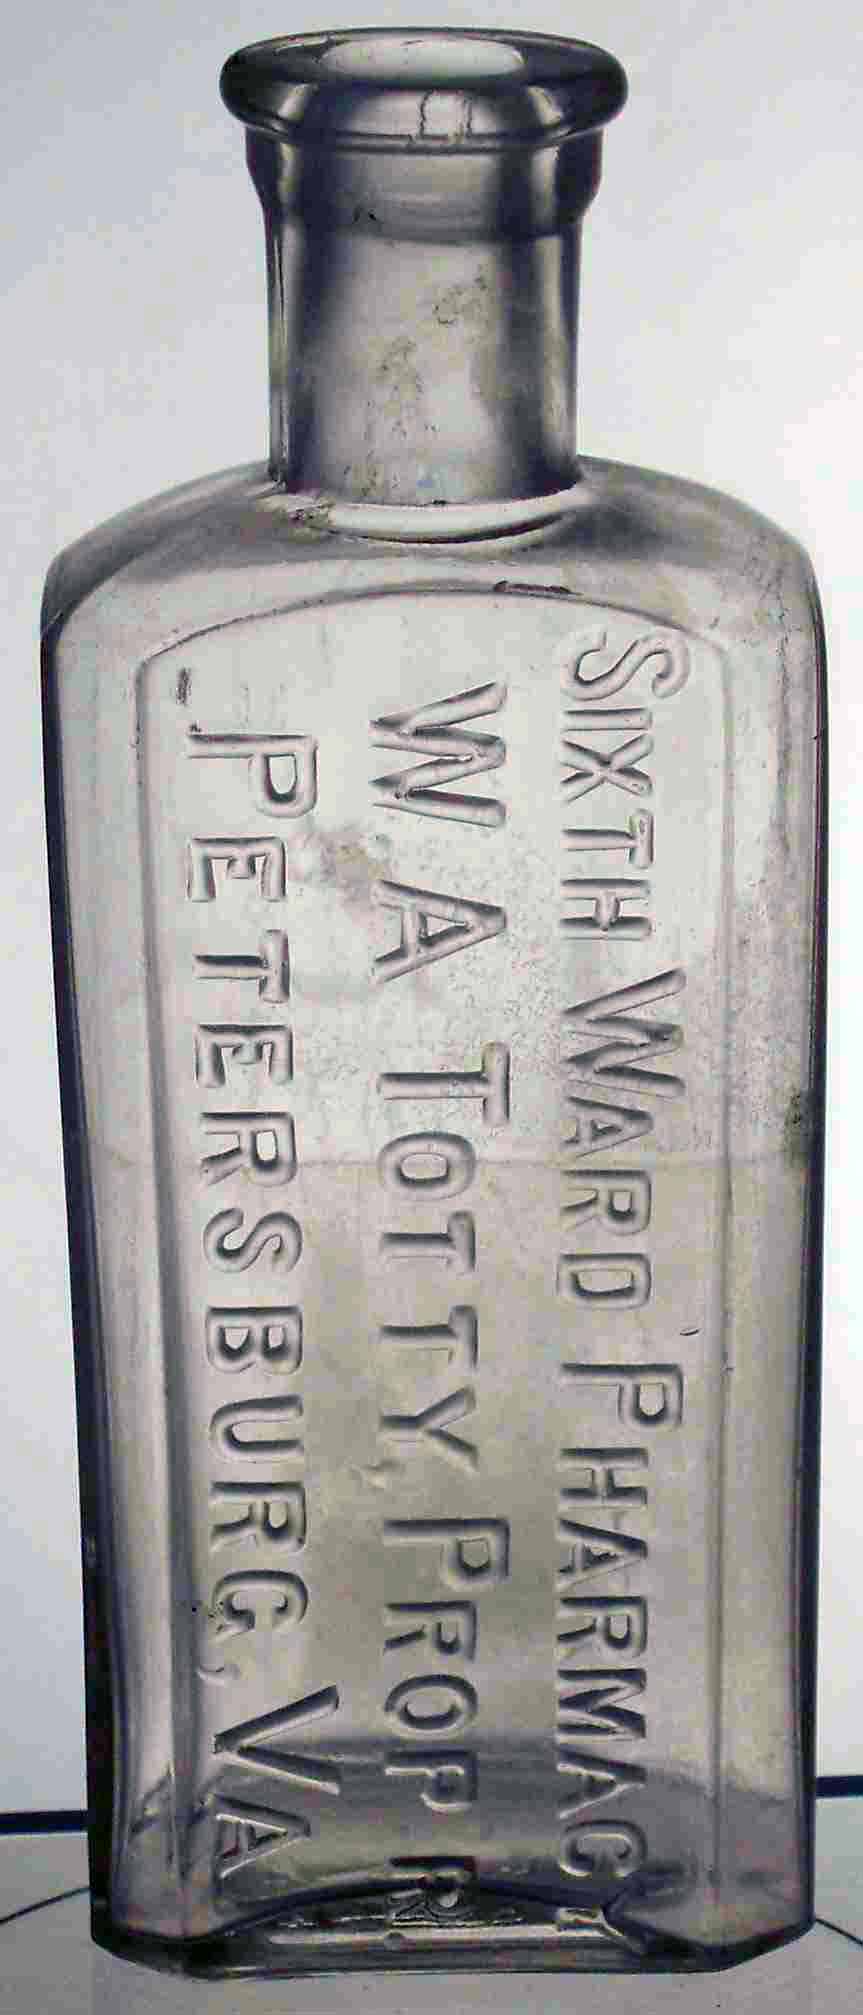 SIXTH WARD PHARMACY
W A TOTTY, PROP R
PETERSBURG, VA